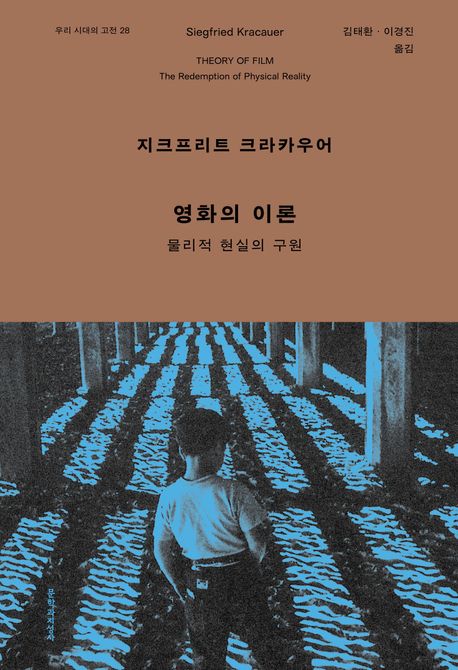 우리 시대의 고전 28
Siegfried Kracauer
김태환 · 이경진
옮김
THEORY OF FILM
The Redemption of Physical Reality
지크프리트 크라카우어
영화의 이론
물리적 현실의 구원
문학과지성사